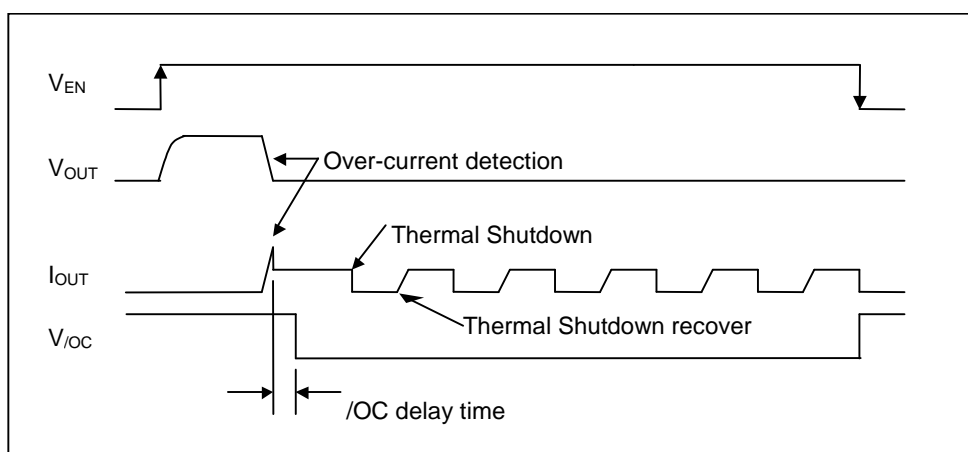 VEN
VOUT
Over-current detection
Thermal Shutdown
IOUT
Thermal Shutdown recover
V/OC
/OC delay time